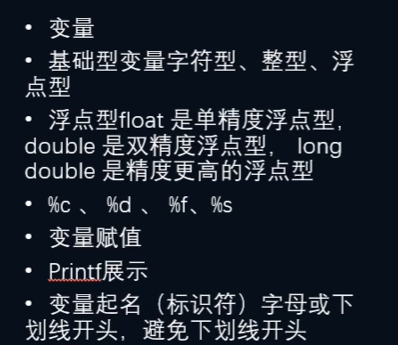 • 变量
• 基础型变量字符型、整型、浮
点型
• 浮点型float 是单精度浮点型，
double 是双精度浮点型， long
double 是精度更高的浮点型
• %c 、 %d 、 %f、%s
• 变量赋值
• Printf展示
• 变量起名（标识符）字母或下
划线开头，避免下划线开头